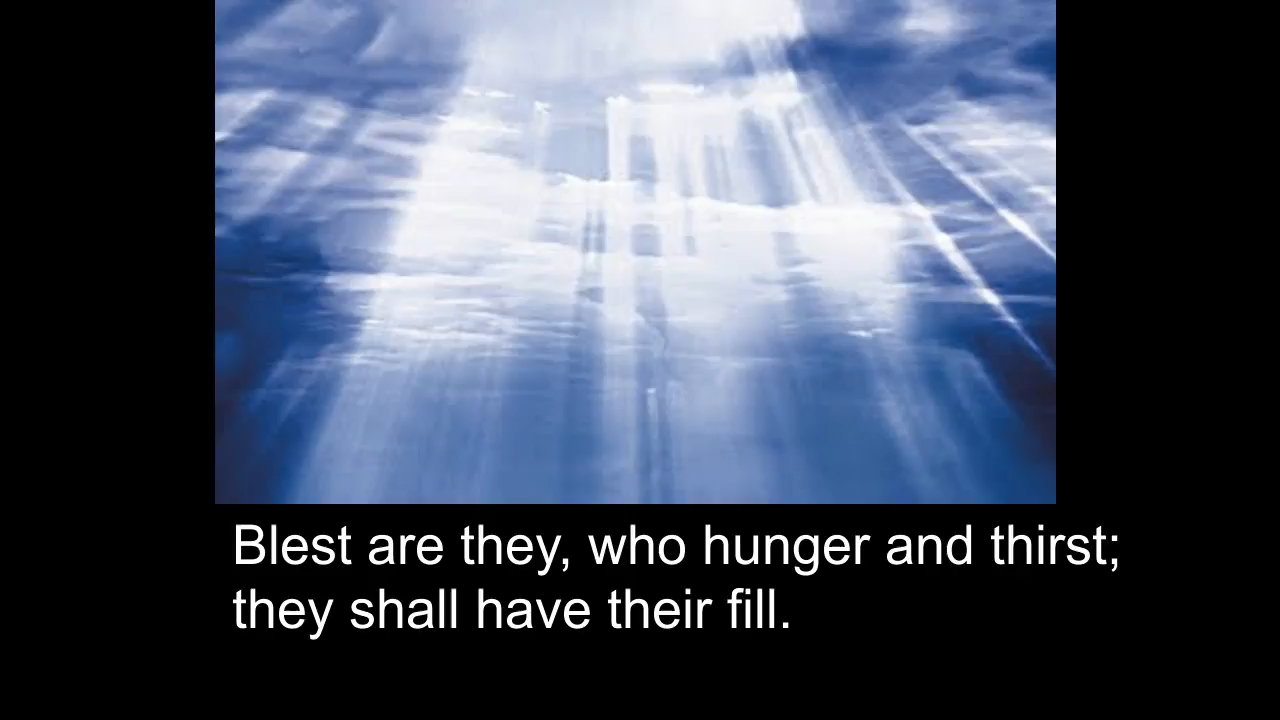 Blest are they, who hunger and thirst;
they shall have their fill.